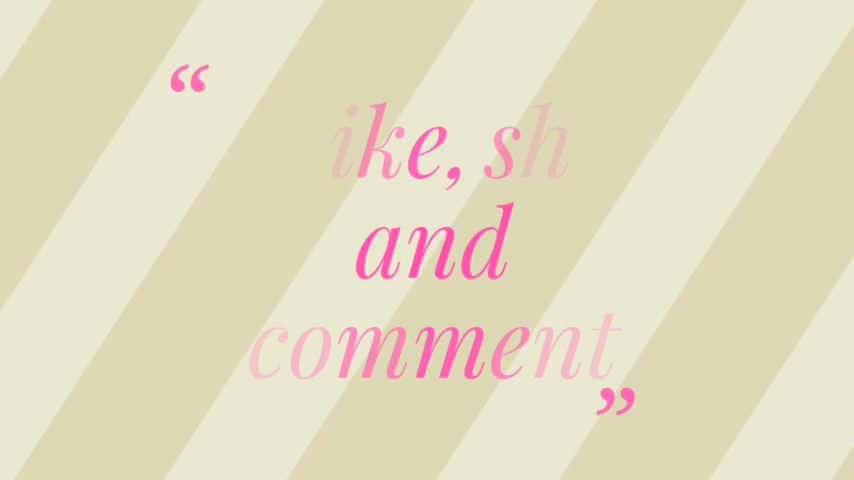 “
ike, sh
and
comment
”